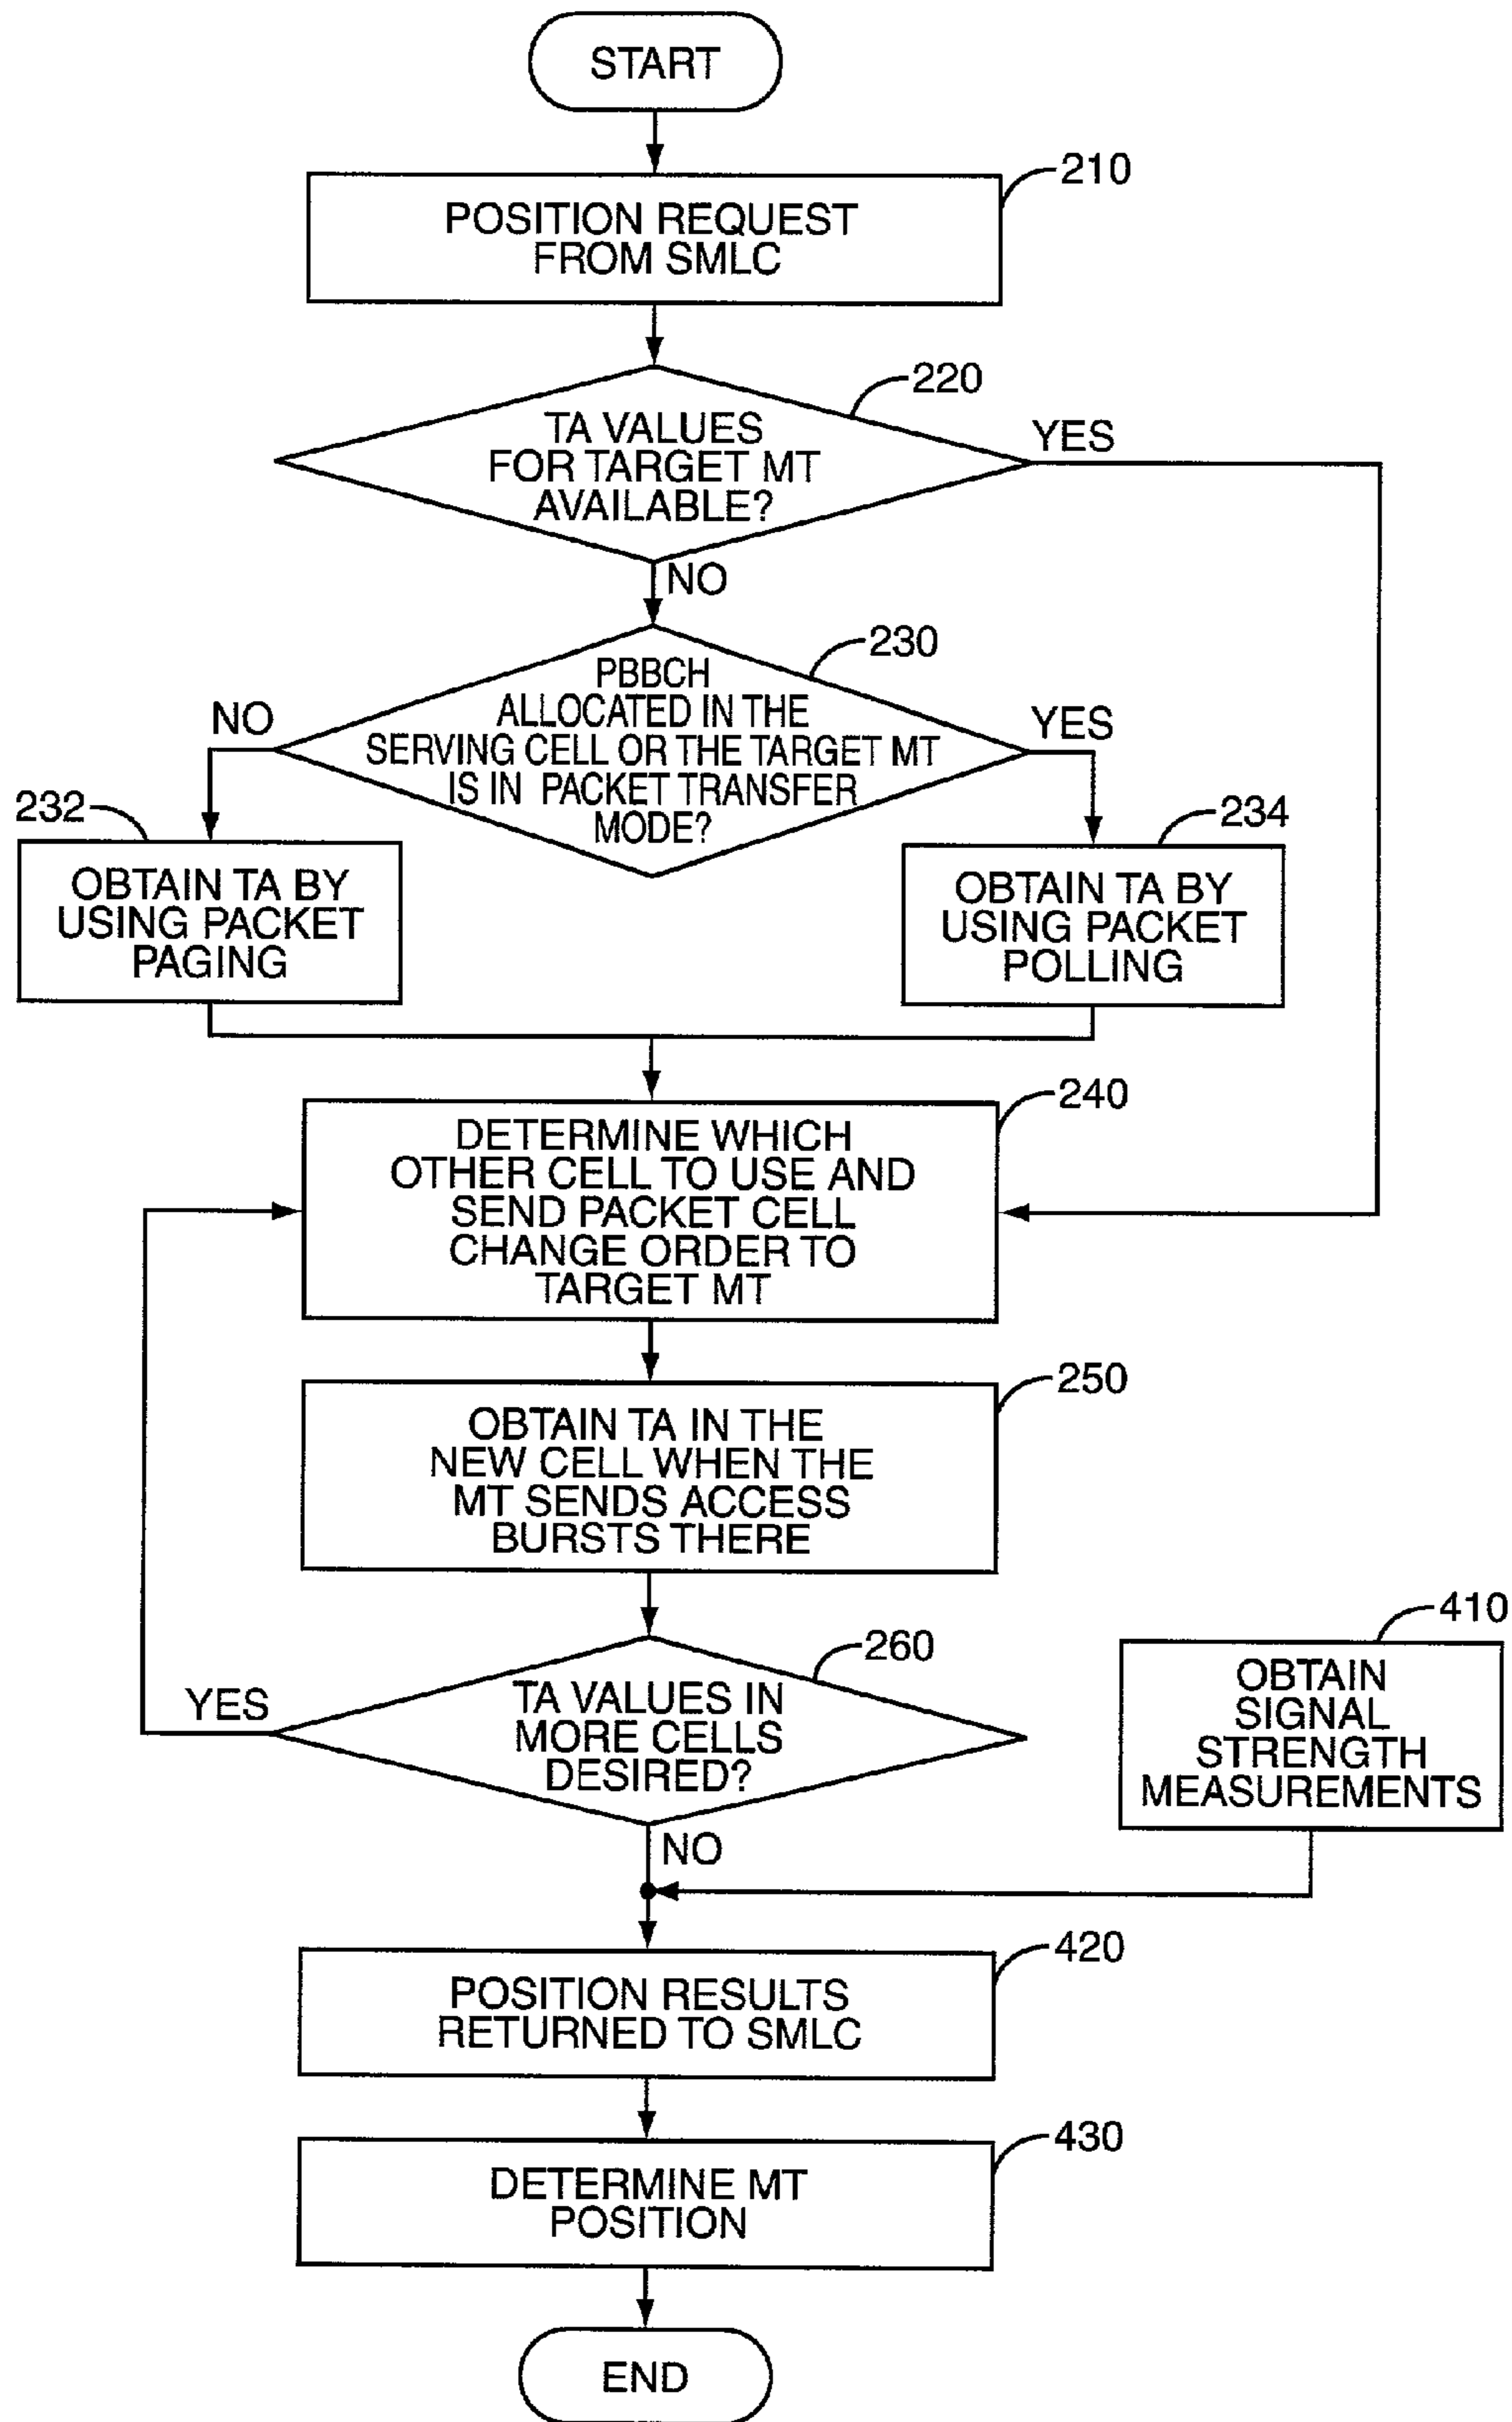 START
210
POSITION REQUEST
FROM SMLC
220
TA VALUES
FOR TARGET MT
AVAILABLE?
YES
NO
230
PBBCH
ALLOCATED IN THE
SERVING CELL OR THE TARGET MT
IS IN PACKET TRANSFER
MODE?
NO
YES
232
OBTAIN TA BY
USING PACKET
PAGING
234
OBTAIN TA BY
USING PACKET
POLLING
240
DETERMINE WHICH
OTHER CELL TO USE AND
SEND PACKET CELL
CHANGE ORDER TO
TARGET MT
250
OBTAIN TA IN THE
NEW CELL WHEN THE
MT SENDS ACCESS
BURSTS THERE
260
TA VALUES IN
MORE CELLS
DESIRED?
YES
NO
410
OBTAIN
SIGNAL
STRENGTH
MEASUREMENTS
420
POSITION RESULTS
RETURNED TO SMLC
430
DETERMINE MT
POSITION
END